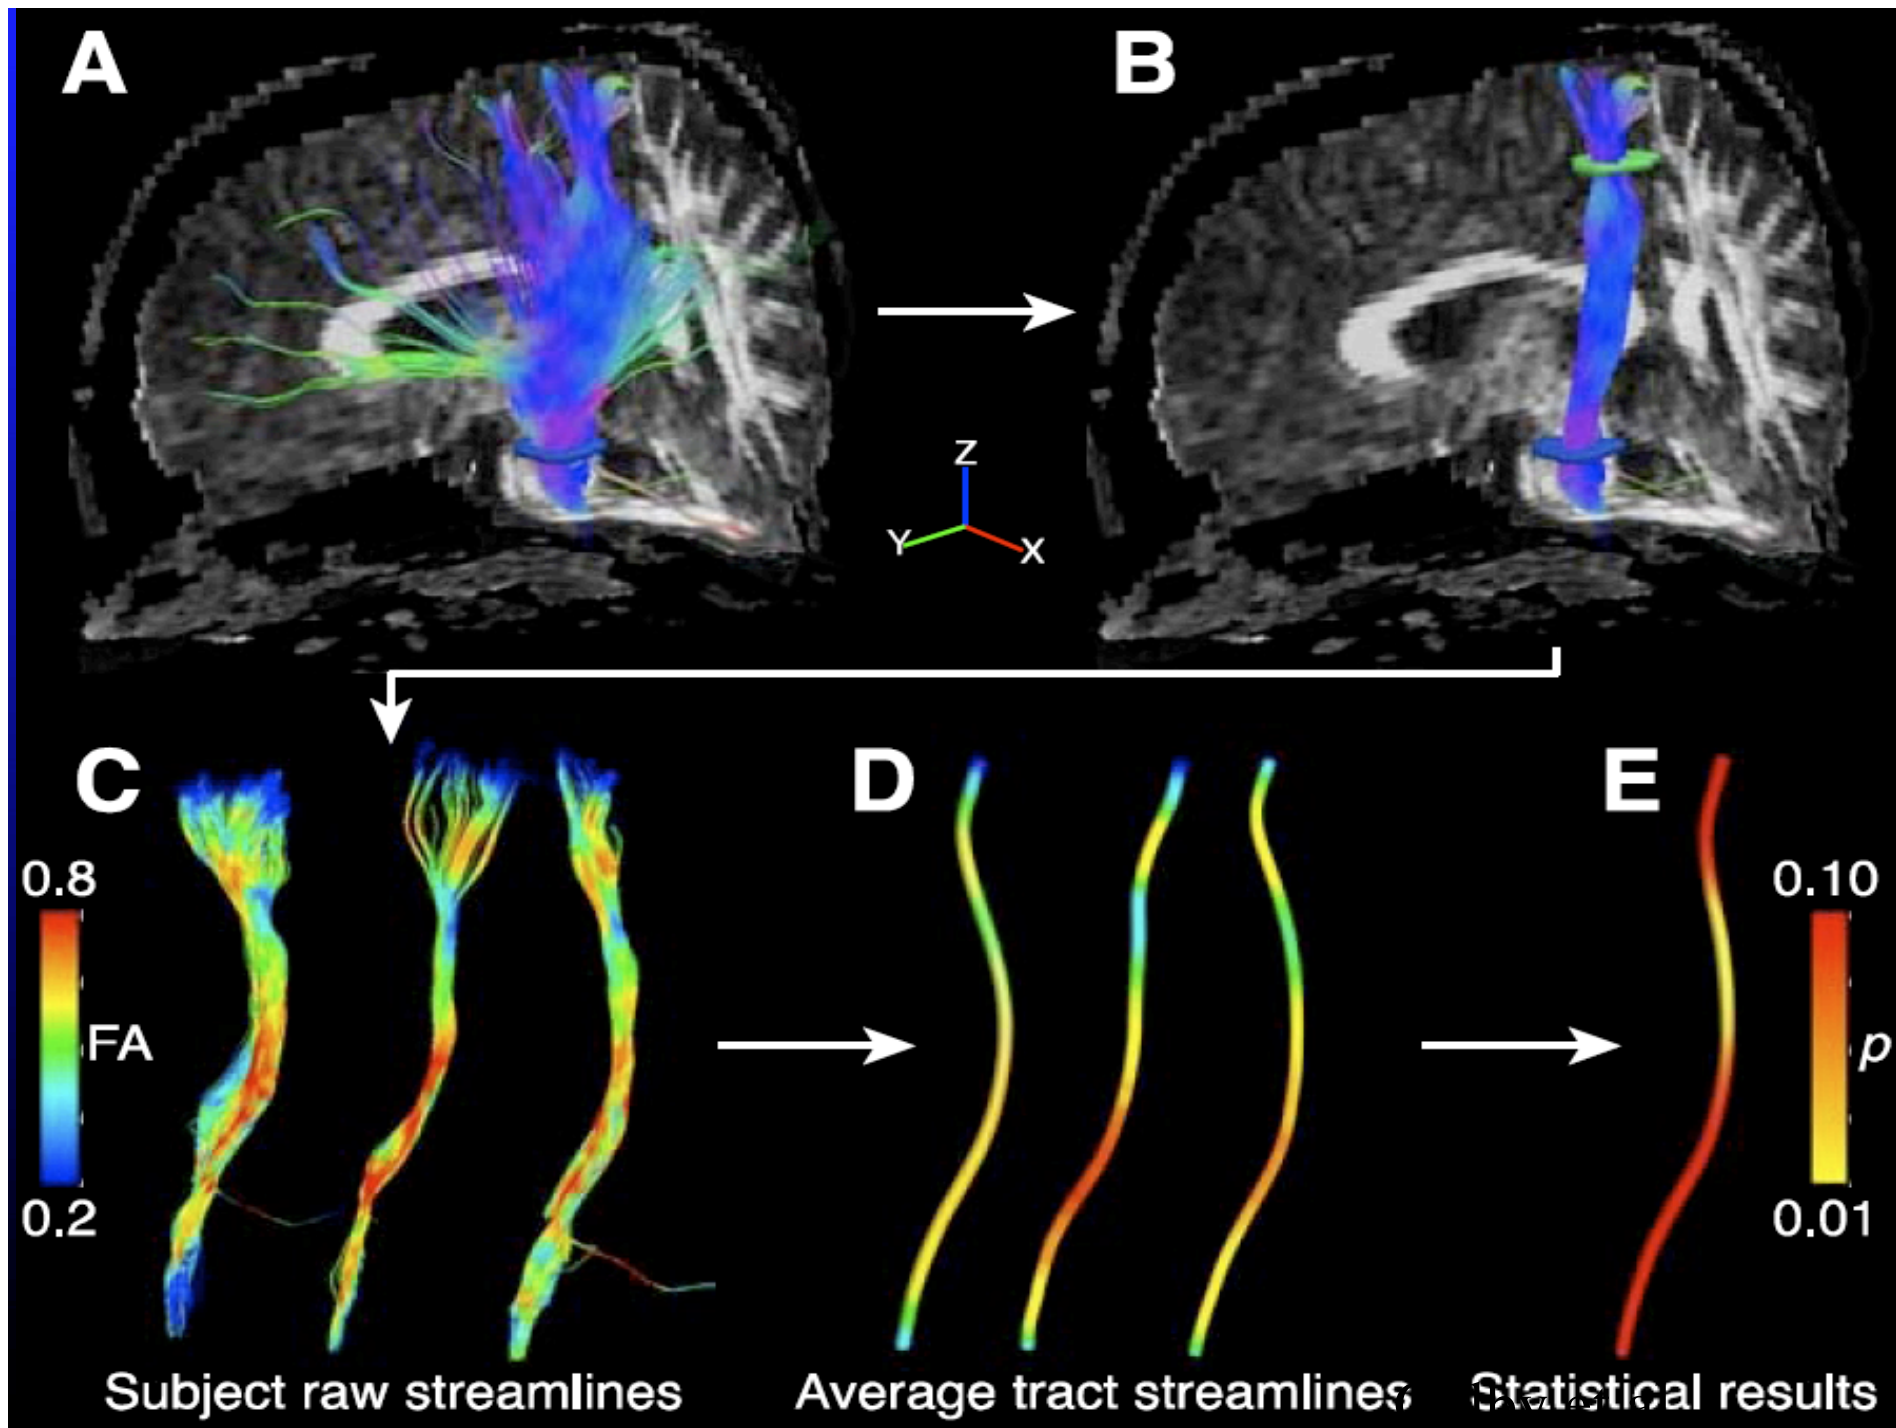 A
B
Z
Y
X
C
D
E
0.8
FA
0.2
0.10
p
0.01
Subject raw streamlines
Average tract streamlines
Statistical results